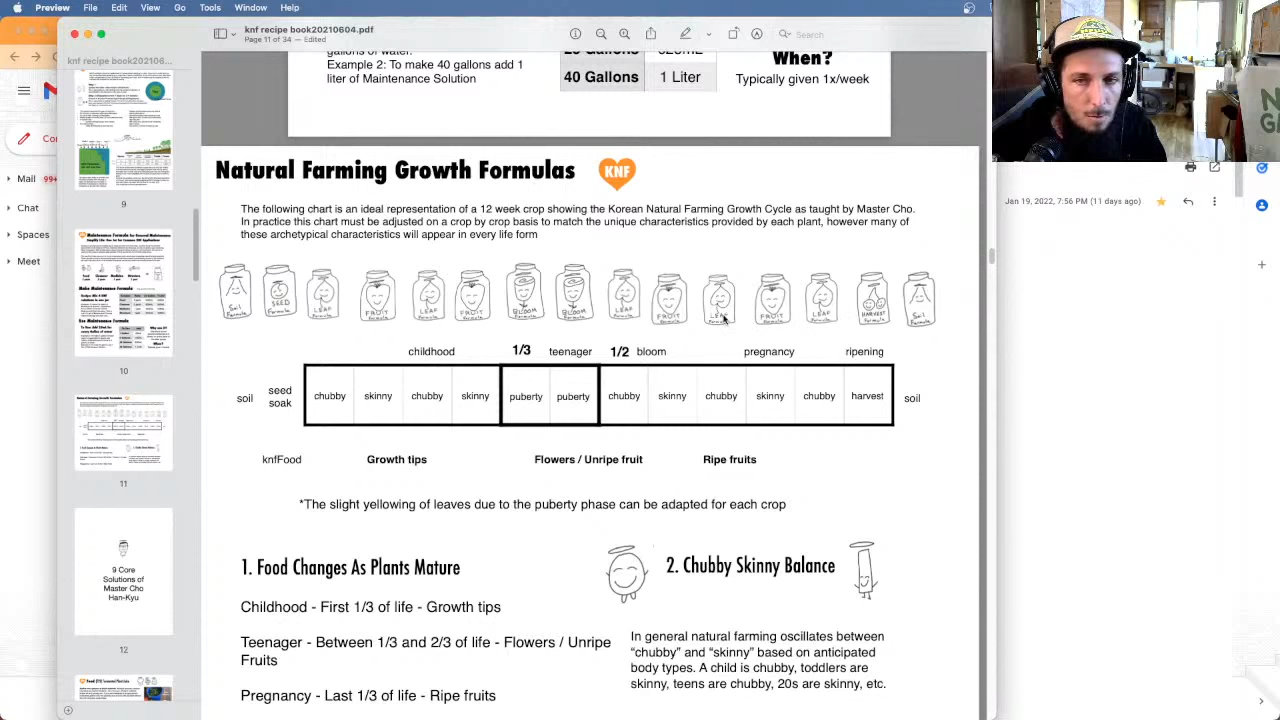 Preview File Edit View Go Tools Window Help
knf recipe book20210604.pdf
Page 11 of 34 — Edited
Search
knf recipe book202106...
9
10
11
9 Core
Solutions of
Master Cho
Han-Kyu
12
Mail 99+
Chat
Spaces
Meet
gallons of water.
Example 2: To make 40 gallons add 1
liter of Maintenance Solution
40 Gallons 1 Liter
When?
Typically given 1x/week
Natural Farming Growth Formulas KNF
The following chart is an ideal representation of a 12 week crop showing the Korean Natural Farming Growth Cycle as taught by Master Cho.
In practice this chart must be adjusted on a crop by crop basis to match the unique characteristics provided by each plant, however many of
these archetypical characteristics will appear in every life form
childhood 1/3 teenager 1/2 bloom pregnancy ripening
soil seed soak chubby skinny chubby skinny puberty puberty chubby skinny chubby chubby harvest soil
knfFood Growth tips Flowers / Unripe fruit Ripe fruits
*The slight yellowing of leaves due to the puberty phase can be adapted for each crop
1. Food Changes As Plants Mature
Childhood - First 1/3 of life - Growth tips
Teenager - Between 1/3 and 2/3 of life - Flowers / Unripe
Fruits
Pregnancy - Last 1/3 of life - Ripe fruits
2. Chubby Skinny Balance
In general natural farming oscillates between
“chubby” and “skinny” based on anticipated
body types. A child is chubby, toddlers are
skinny, teens are chubby, 20s are skinny, etc.
Jan 19, 2022, 7:56 PM (11 days ago)